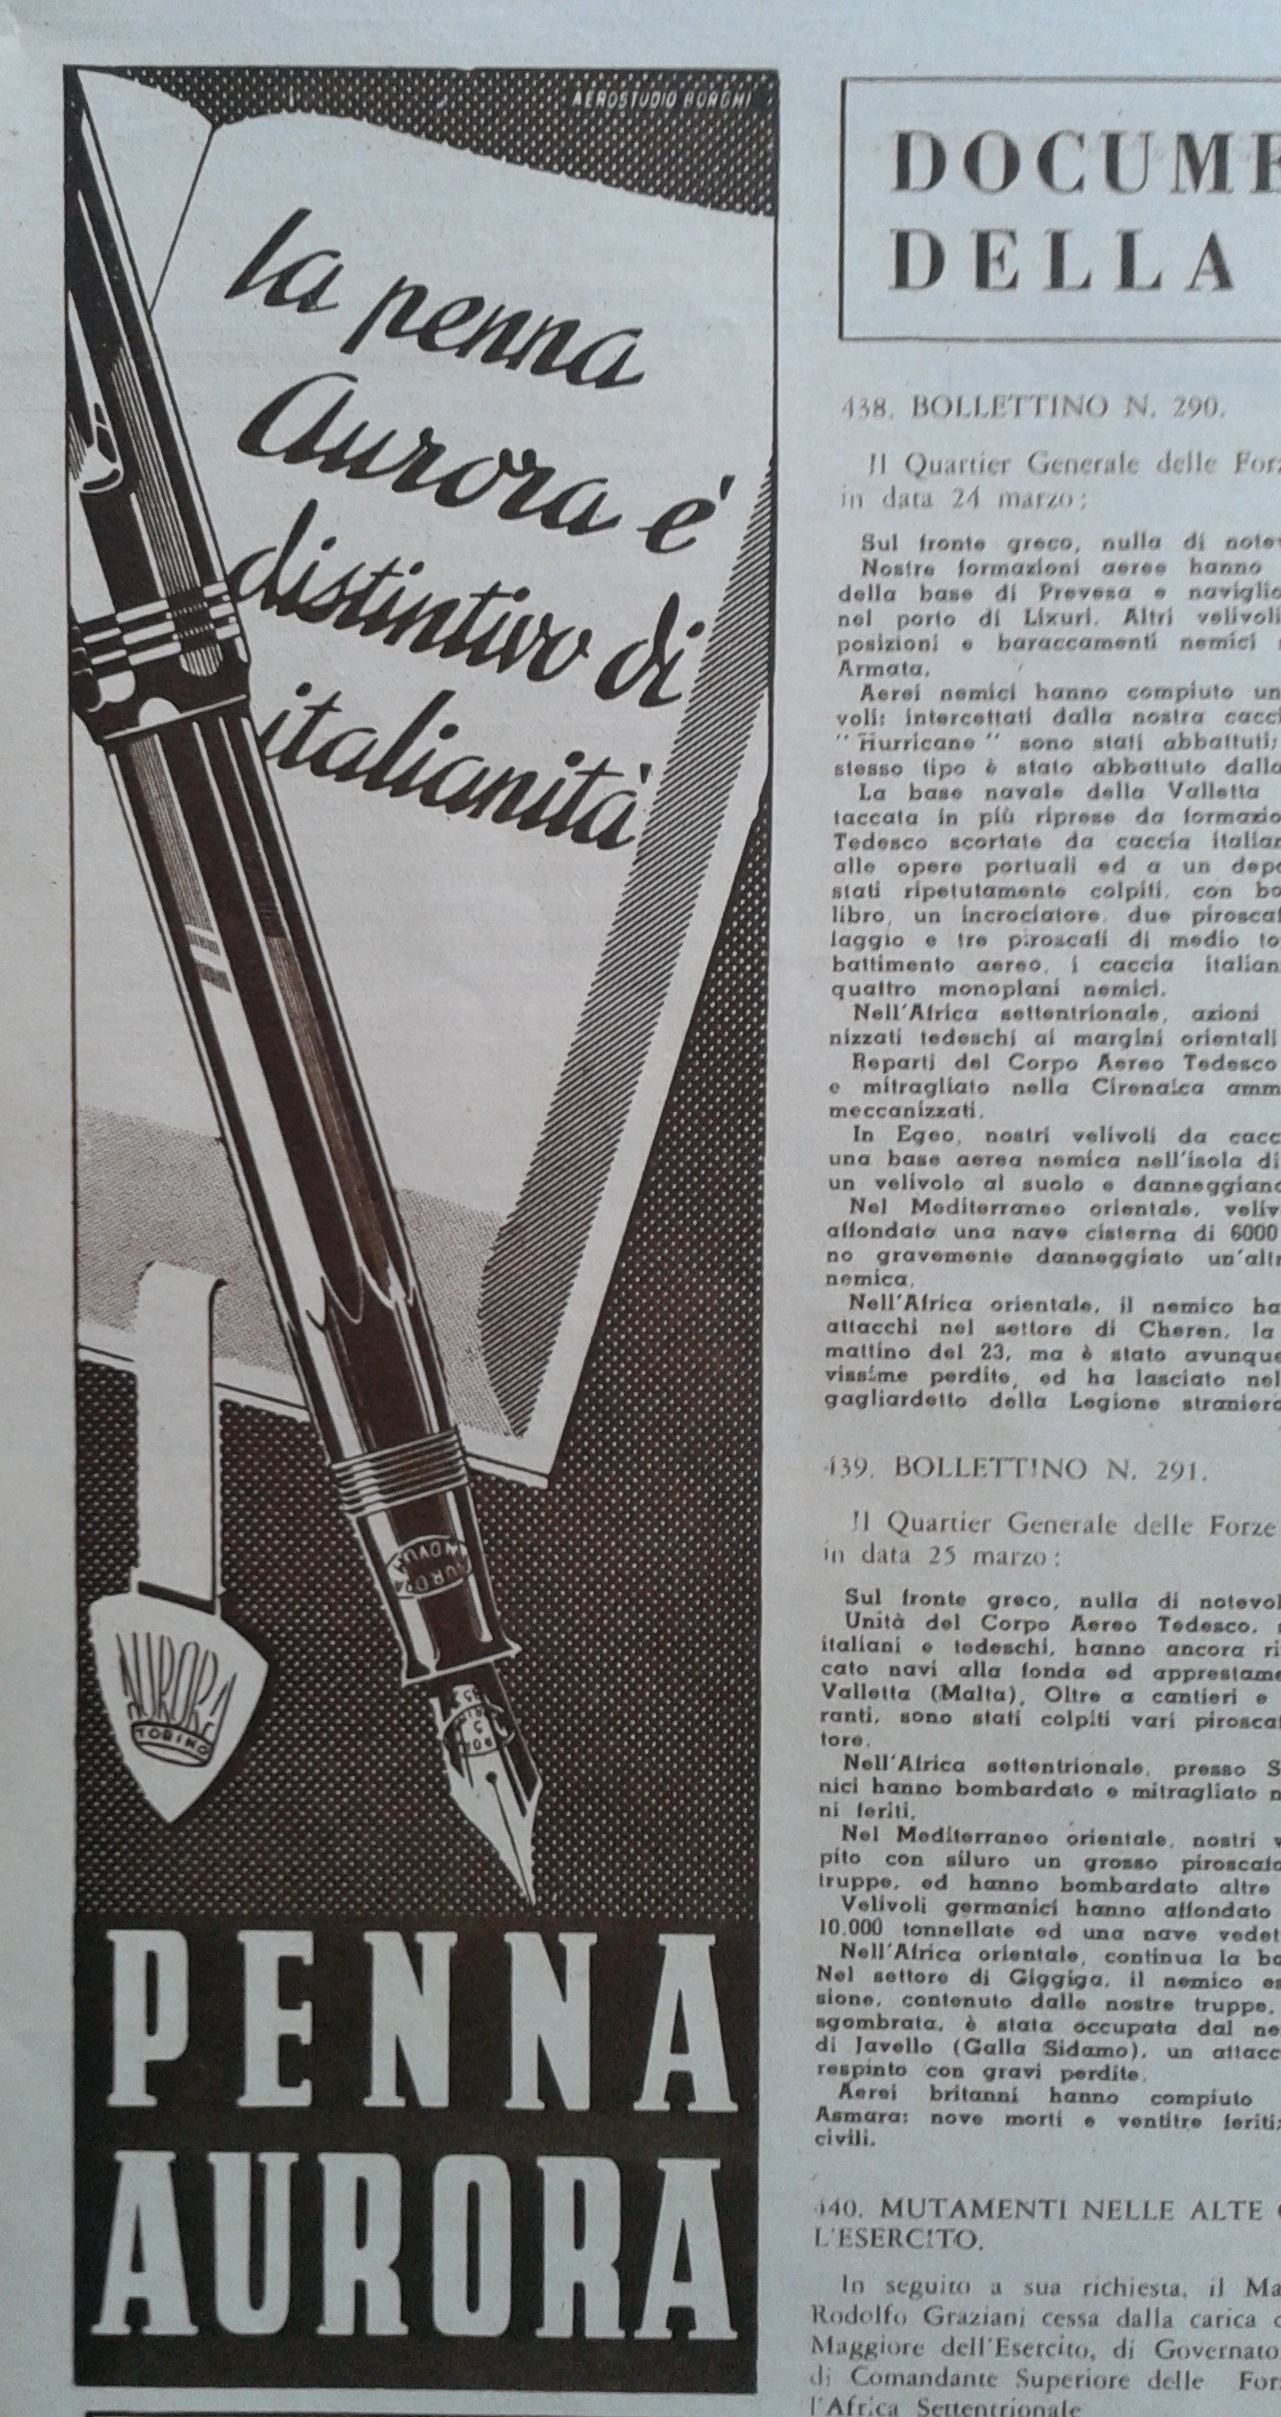 AEROSTUDIO BORGHI
la penna
Aurora è
distintivo di
italianità
AURORA
NOVUM
AURORA
TORINO
PENNA
AURORA
DOCUME
DELLA
438. BOLLETTINO N. 290.
Il Quartier Generale delle Forz
in data 24 marzo:
Sul fronte greco, nulla di notev
Nostre formazioni aeree hanno
della base di Prevesa e naviglio
nel porto di Lixuri. Altri velivoli
posizioni e baraccamenti nemici
Armata.
Aerei nemici hanno compiuto un
voli: intercettati dalla nostra cacci
"Hurricane" sono stati abbattuti;
stesso tipo è stato abbattuto dalla
La base navale della Valletta
taccata in più riprese da formazio
Tedesco scortate da caccia italian
alle opere portuali ed a un depo
stati ripetutamente colpiti, con bo
libro, un incrociatore, due piroscaf
laggio e tre piroscafi di medio to
battimento aereo, i caccia italian
quattro monoplani nemici.
Nell'Africa settentrionale, azioni
nizzati tedeschi ai margini orientali
Reparti del Corpo Aereo Tedesco
e mitragliato nella Cirenaica amm
meccanizzati.
In Egeo, nostri velivoli da cacc
una base aerea nemica nell'isola di
un velivolo al suolo e danneggiand
Nel Mediterraneo orientale, veliv
affondato una nave cisterna di 6000
no gravemente danneggiato un'altr
nemica.
Nell'Africa orientale, il nemico ha
attacchi nel settore di Cheren, la
mattino del 23, ma è stato avunque
vissime perdite, ed ha lasciato nel
gagliardetto della Legione straniera
439. BOLLETTINO N. 291.
Il Quartier Generale delle Forze
in data 25 marzo:
Sul fronte greco, nulla di notevol
Unità del Corpo Aereo Tedesco,
italiani e tedeschi, hanno ancora ri
cato navi alla fonda ed apprestame
Valletta (Malta). Oltre a cantieri e
ranti, sono stati colpiti vari piroscaf
tore.
Nell'Africa settentrionale, presso S
nici hanno bombardato e mitragliato n
ni feriti.
Nel Mediterraneo orientale, nostri v
pito con siluro un grosso piroscafo
truppe, ed hanno bombardato altre
Velivoli germanici hanno affondato
10.000 tonnellate ed una nave vedet
Nell'Africa orientale, continua la ba
Nel settore di Giggiga, il nemico es
sione, contenuto dalle nostre truppe.
sgombrata, è stata occupata dal ne
di Javello (Galla Sidamo), un attacc
respinto con gravi perdite.
Aerei britanni hanno compiuto
Asmara: nove morti e ventitre feriti;
civili.
440. MUTAMENTI NELLE ALTE C
L'ESERCITO.
In seguito a sua richiesta, il Ma
Rodolfo Graziani cessa dalla carica d
Maggiore dell'Esercito, di Governato
di Comandante Superiore delle For
l'Africa Settentrionale